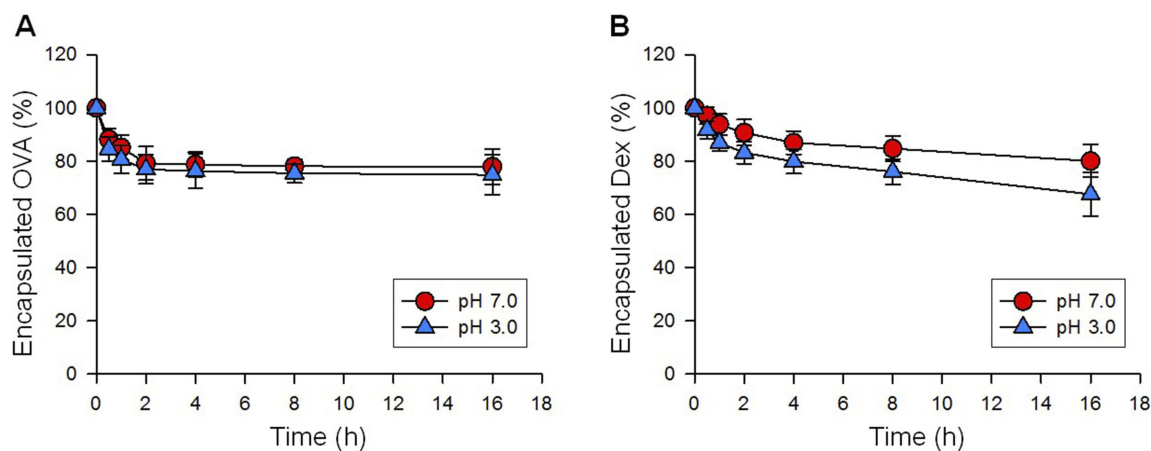 A
Encapsulated OVA (%)
120
100
80
60
40
20
0
pH 7.0
pH 3.0
0 2 4 6 8 10 12 14 16 18
Time (h)
B
Encapsulated Dex (%)
120
100
80
60
40
20
0
pH 7.0
pH 3.0
0 2 4 6 8 10 12 14 16 18
Time (h)